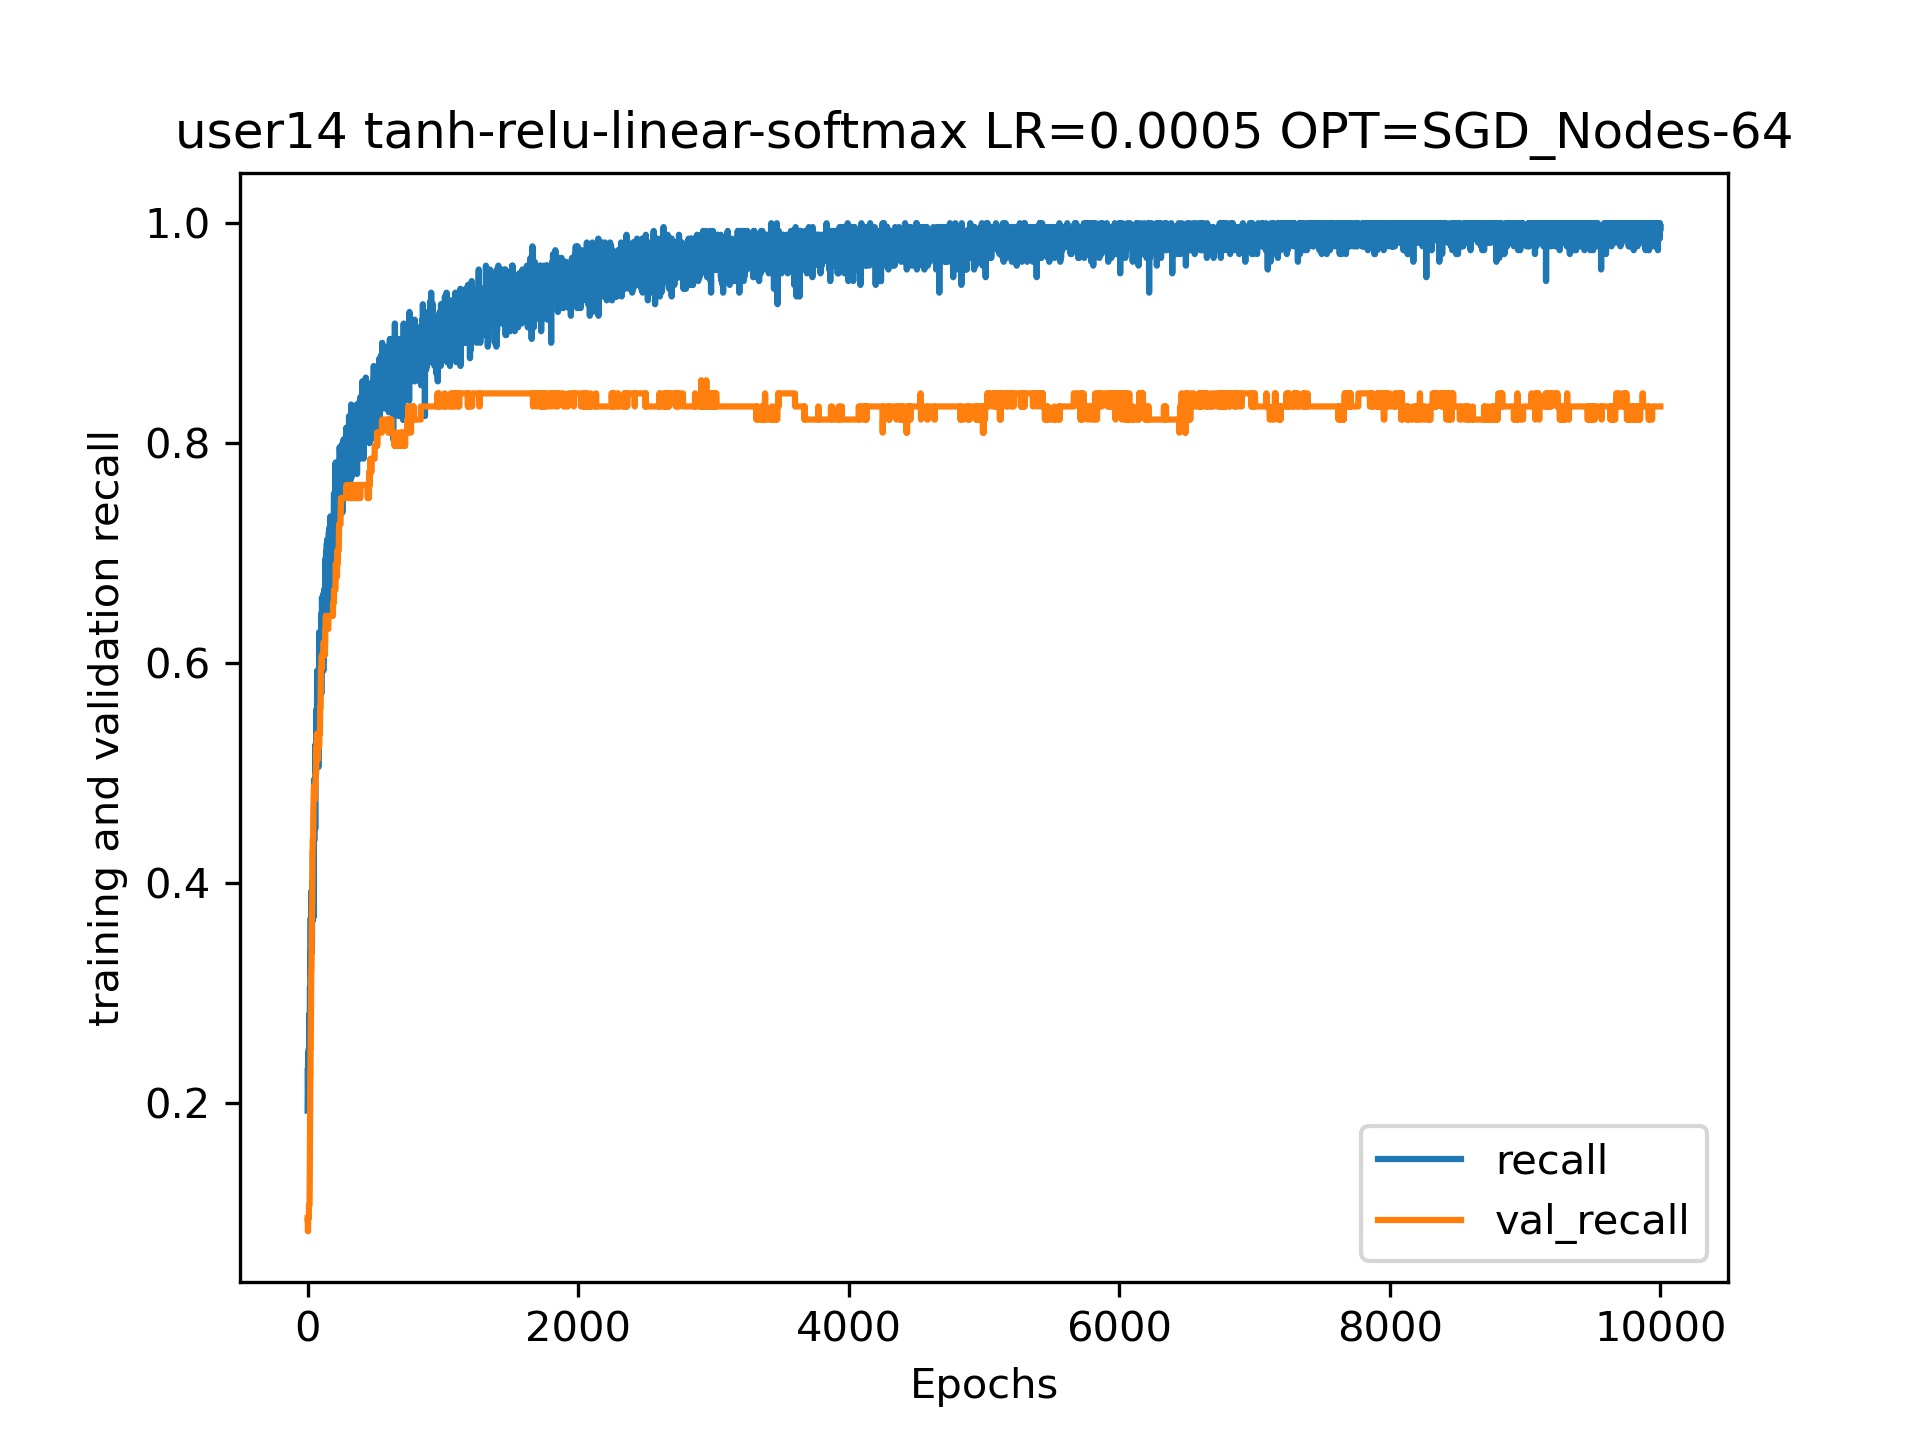 user14 tanh-relu-linear-softmax LR=0.0005 OPT=SGD_Nodes-64
training and validation recall
1.0
0.8
0.6
0.4
0.2
0 2000 4000 6000 8000 10000
Epochs
recall
val_recall